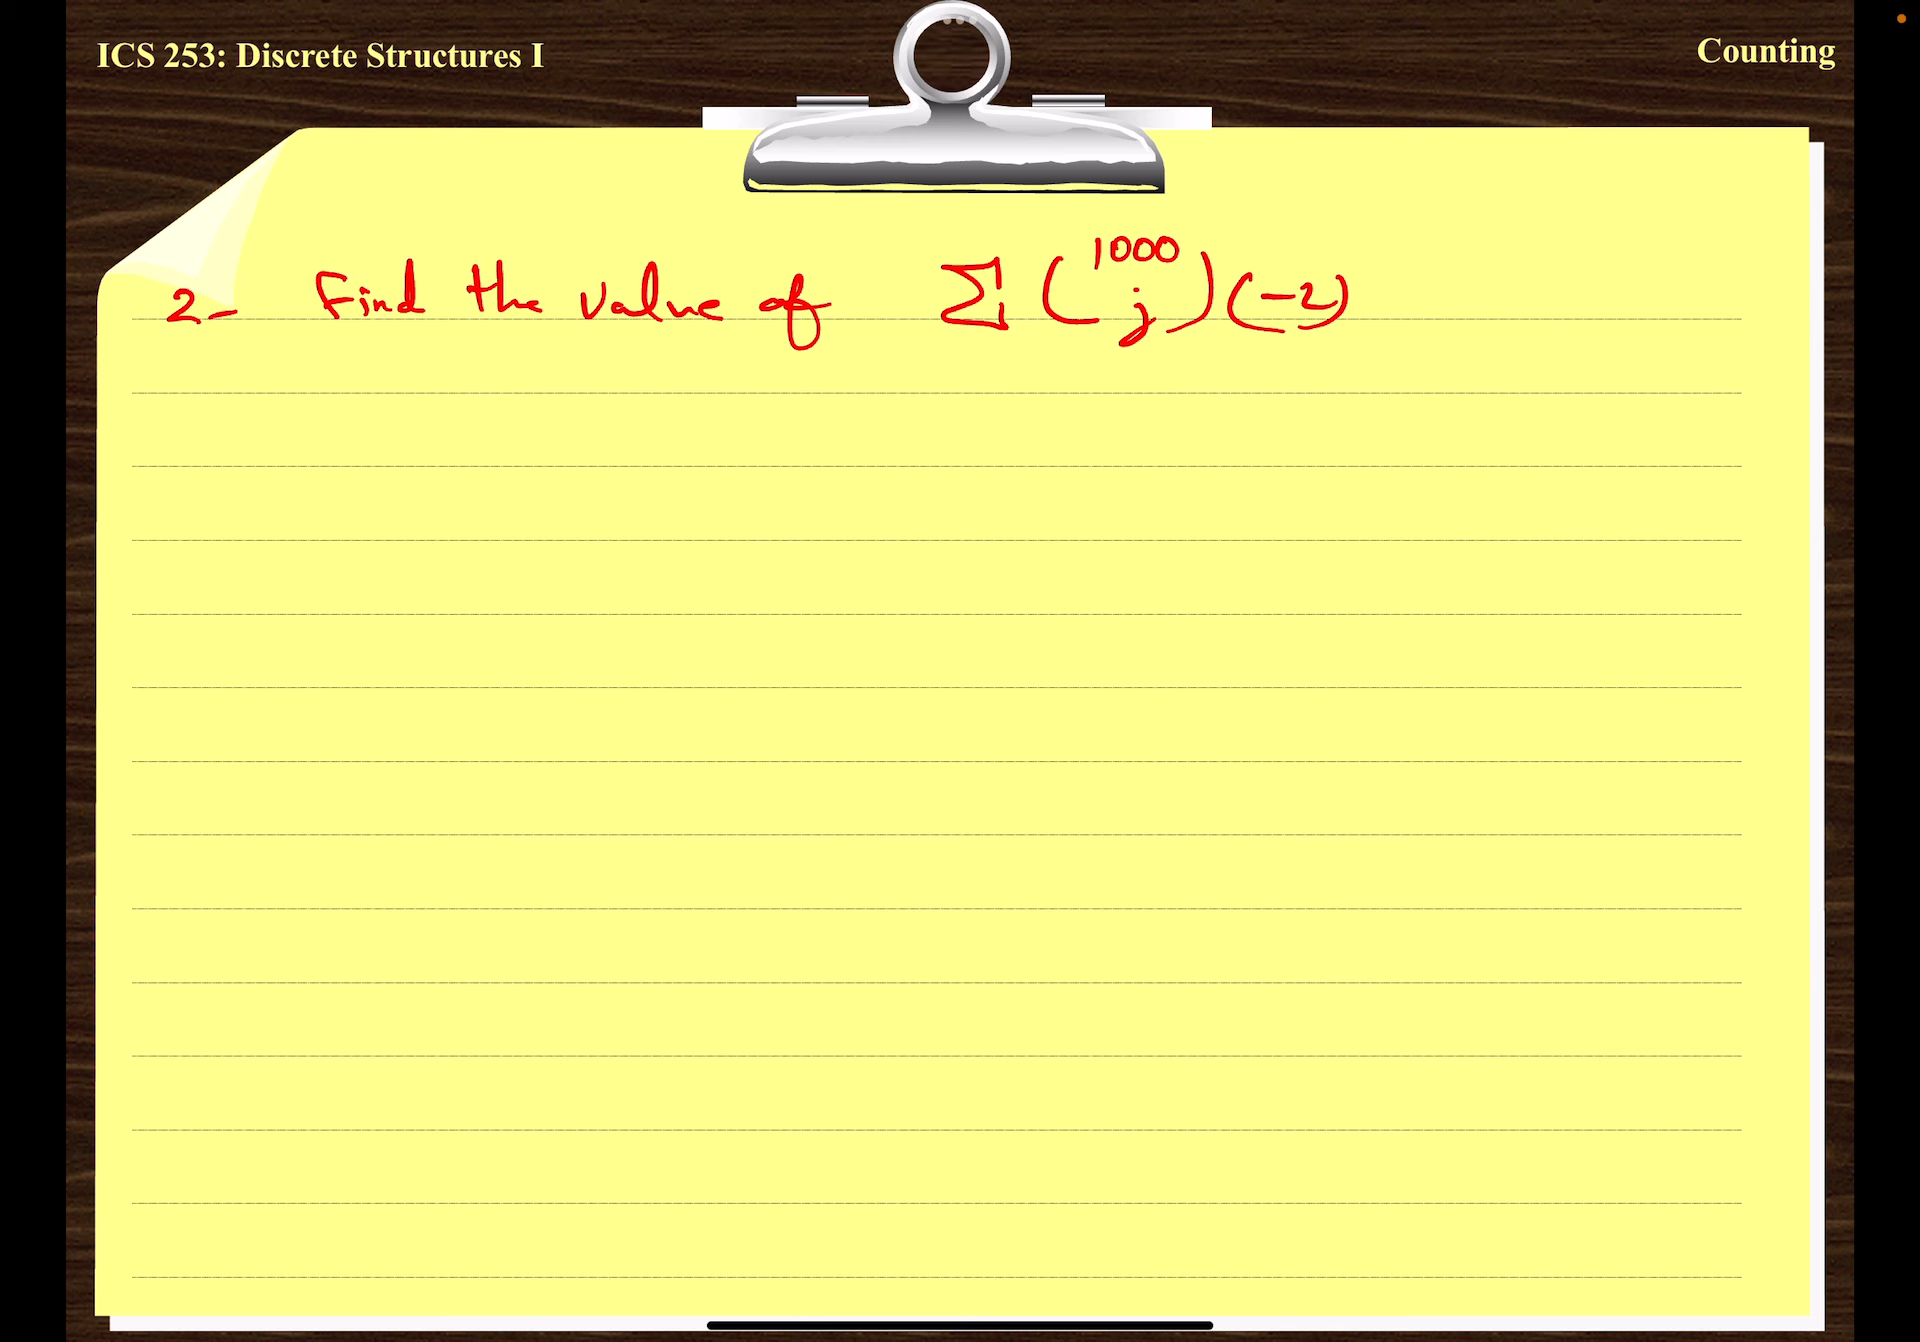 ICS 253: Discrete Structures I
Counting
2- Find the value of Σ (1000 j) (-2)